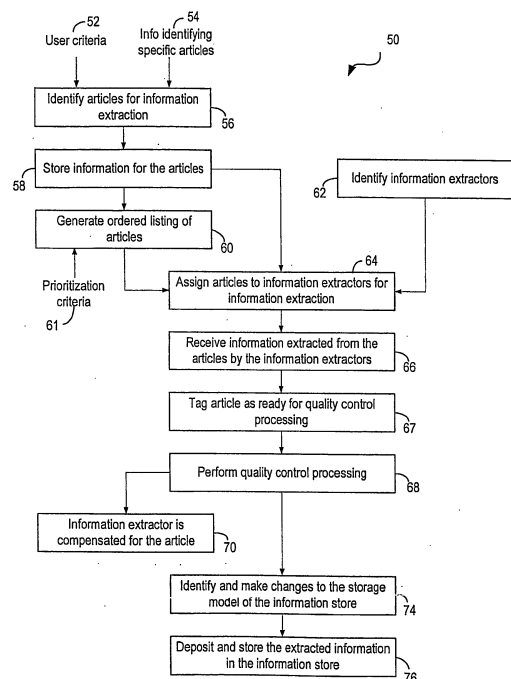 52
User criteria
54
Info identifying
specific articles
50
Identify articles for information
extraction
56
Store information for the articles
58
Identify information extractors
62
Generate ordered listing of
articles
60
Prioritization
criteria
61
64
Assign articles to information extractors for
information extraction
Receive information extracted from the
articles by the information extractors
66
Tag article as ready for quality control
processing
67
Perform quality control processing
68
Information extractor is
compensated for the article
70
Identify and make changes to the storage
model of the information store
74
Deposit and store the extracted information
in the information store
76